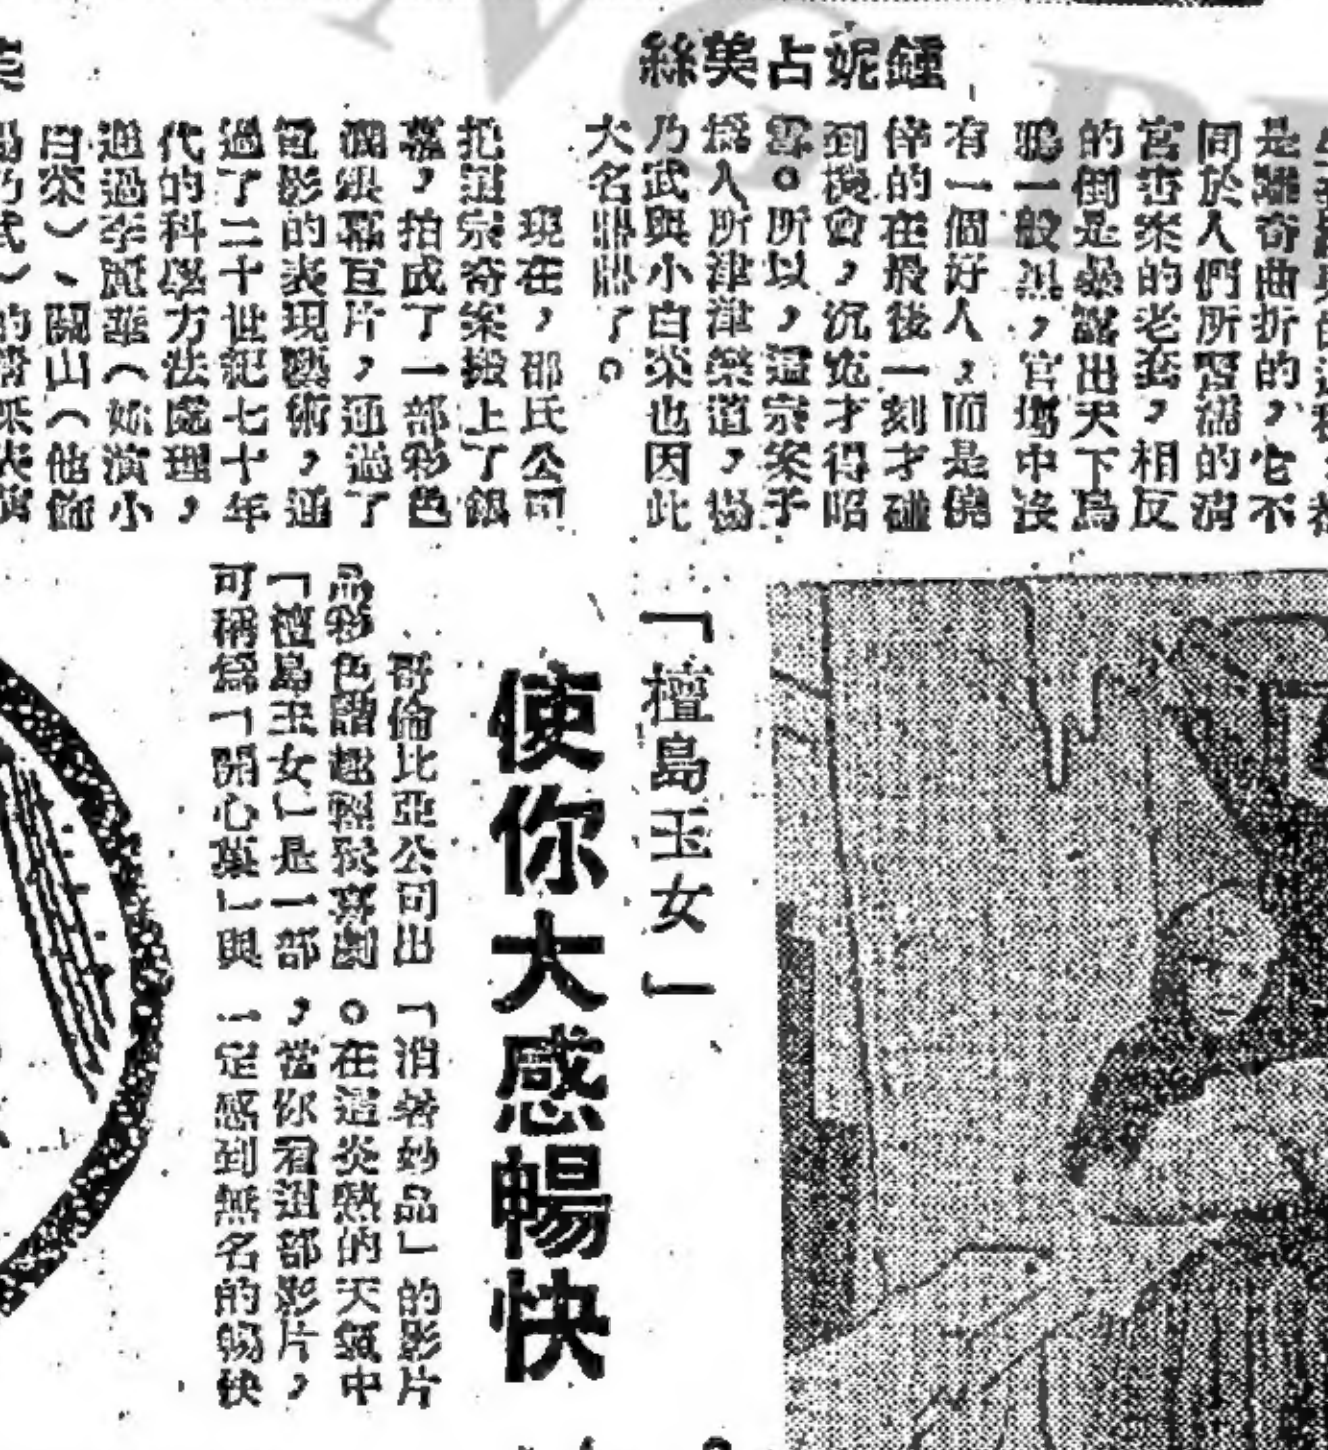 絲美占妮鍾
是離奇曲折的,它不
同於人們所習知的清
官審案的老套,相反
的倒是暴露出天下烏
鴉一般黑,官場中沒
有一個好人,而是僥
倖的在最後一刻才碰
到機會,沉寃才得昭
雪。所以,這宗案子
爲人所津津樂道,楊
乃武與小白菜也因此
大名鼎鼎了。
現在,邵氏公司
把這宗奇案搬上了銀
幕,拍成了一部彩色
濶銀幕巨片,通過了
電影的表現藝術,通
過了二十世紀七十年
代的科學方法處理,
通過李麗華(她演小
白菜)、關山(他飾
「檀島玉女」
使你大感暢快
哥倫比亞公司出
品彩色諧趣輕鬆喜劇
「檀島玉女」是一部
可稱爲「開心菓」與
「消暑妙品」的影片
。在這炎熱的天氣中
,當你看這部影片,
一定感到無名的暢快